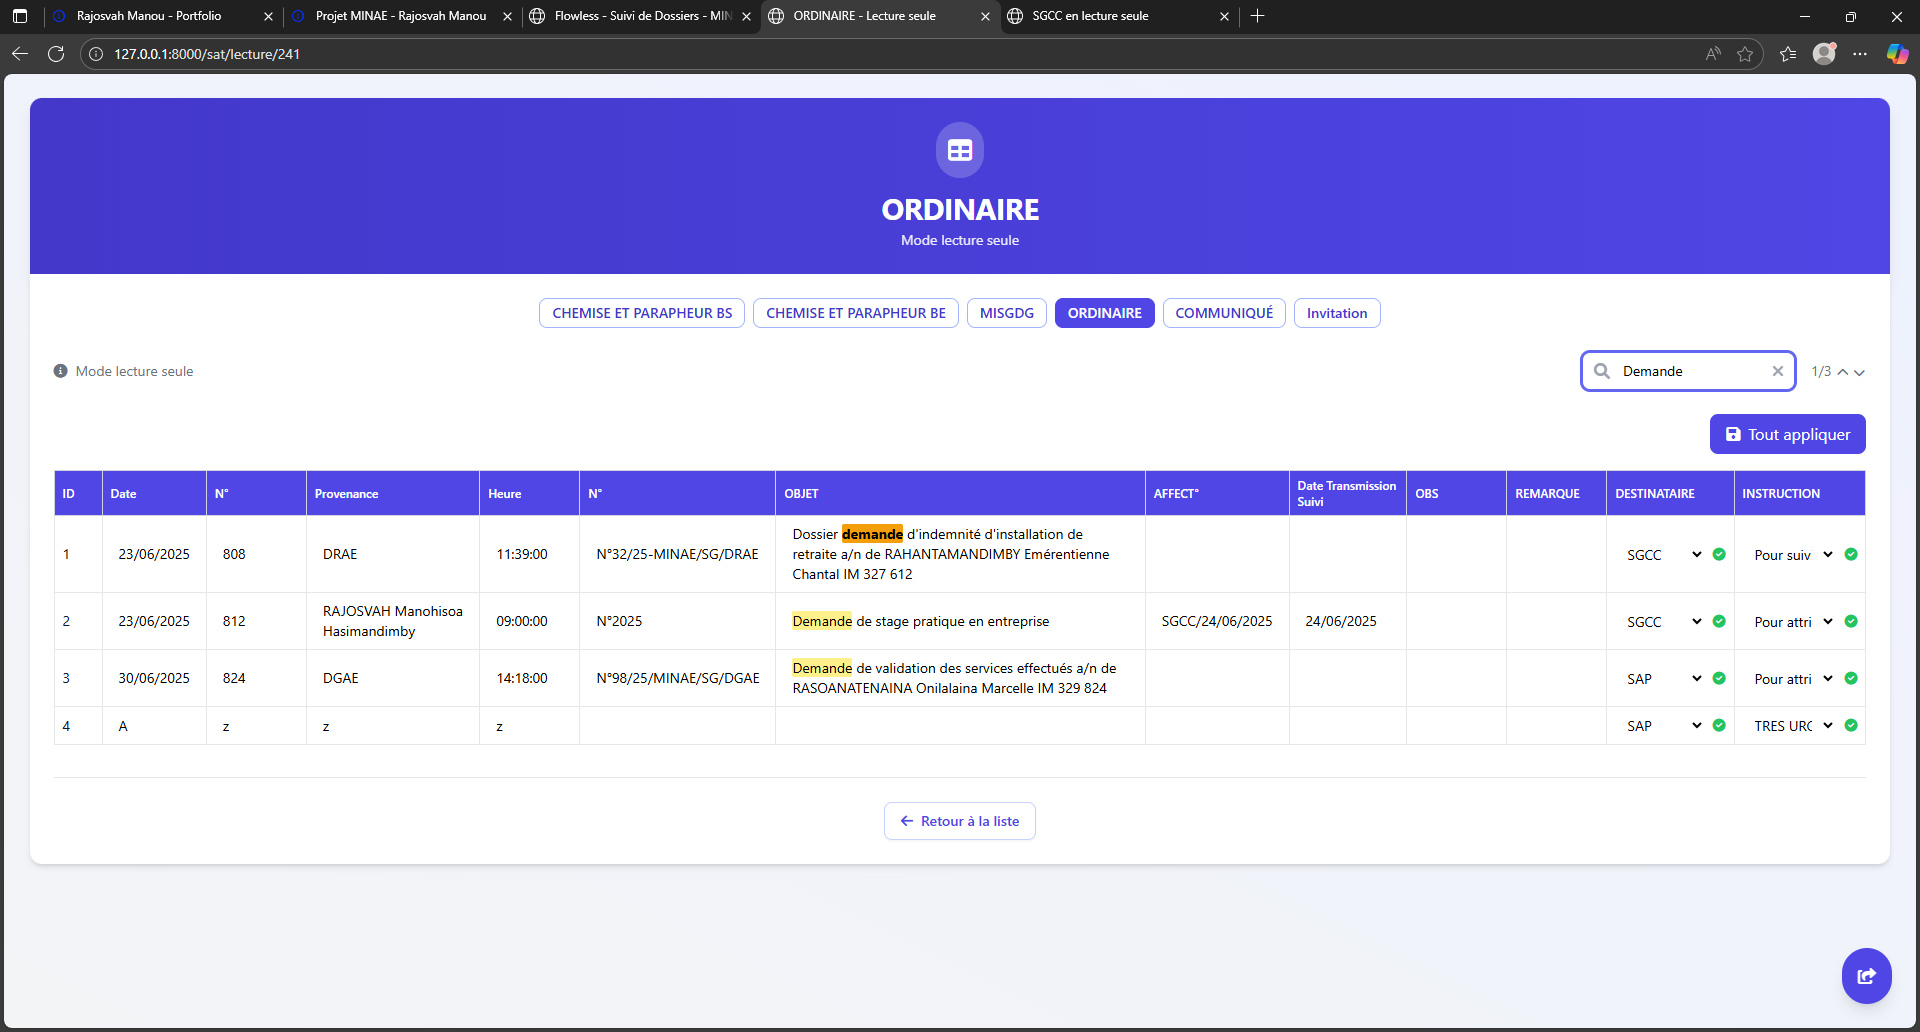 Rajosvah Manou - Portfolio
Projet MINAE - Rajosvah Manou
Flowless - Suivi de Dossiers - MIN
ORDINAIRE - Lecture seule
SGCC en lecture seule
127.0.0.1:8000/sat/lecture/241
ORDINAIRE
Mode lecture seule
CHEMISE ET PARAPHEUR BS
CHEMISE ET PARAPHEUR BE
MISGDG
ORDINAIRE
COMMUNIQUÉ
Invitation
Mode lecture seule
Demande
1/3
Tout appliquer
ID Date N° Provenance Heure N° OBJET AFFECT° Date Transmission Suivi OBS REMARQUE DESTINATAIRE INSTRUCTION
1 23/06/2025 808 DRAE 11:39:00 N°32/25-MINAE/SG/DRAE Dossier demande d'indemnité d'installation de
retraite a/n de RAHANTAMANDIMBY Emérentienne
Chantal IM 327 612
SGCC Pour suiv
2 23/06/2025 812 RAJOSVAH Manohisoa
Hasimandimby
09:00:00 N°2025 Demande de stage pratique en entreprise SGCC/24/06/2025 24/06/2025 SGCC Pour attri
3 30/06/2025 824 DGAE 14:18:00 N°98/25/MINAE/SG/DGAE Demande de validation des services effectués a/n de
RASOANATENAINA Onilalaina Marcelle IM 329 824
SAP Pour attri
4 A z z z SAP TRES URG
Retour à la liste